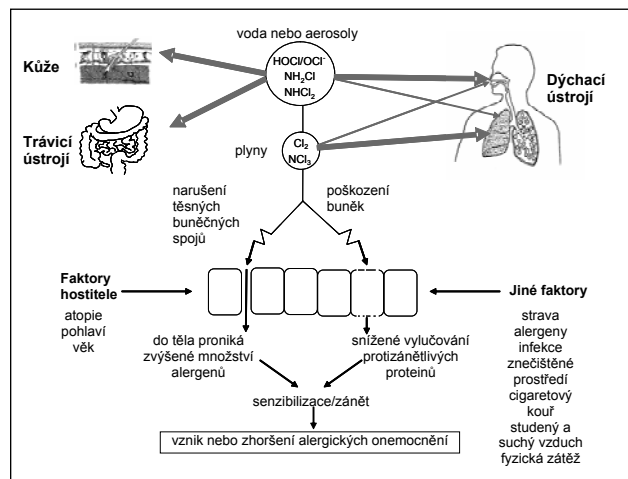 voda nebo aerosoly
HOCl/OCl⁻
NH₂Cl
NHCl₂
Kůže
Trávicí
ústrojí
Dýchací
ústrojí
plyny
Cl₂
NCl₃
narušení
těsných
buněčných
spojů
poškození
buněk
Faktory
hostitele
atopie
pohlaví
věk
Jiné faktory
strava
alergeny
infekce
znečištěné
prostředí
cigaretový
kouř
studený a
suchý vzduch
fyzická zátěž
do těla proniká
zvýšené množství
alergenů
snížené vylučování
protizánětlivých
proteinů
senzibilizace/zánět
vznik nebo zhoršení alergických onemocnění